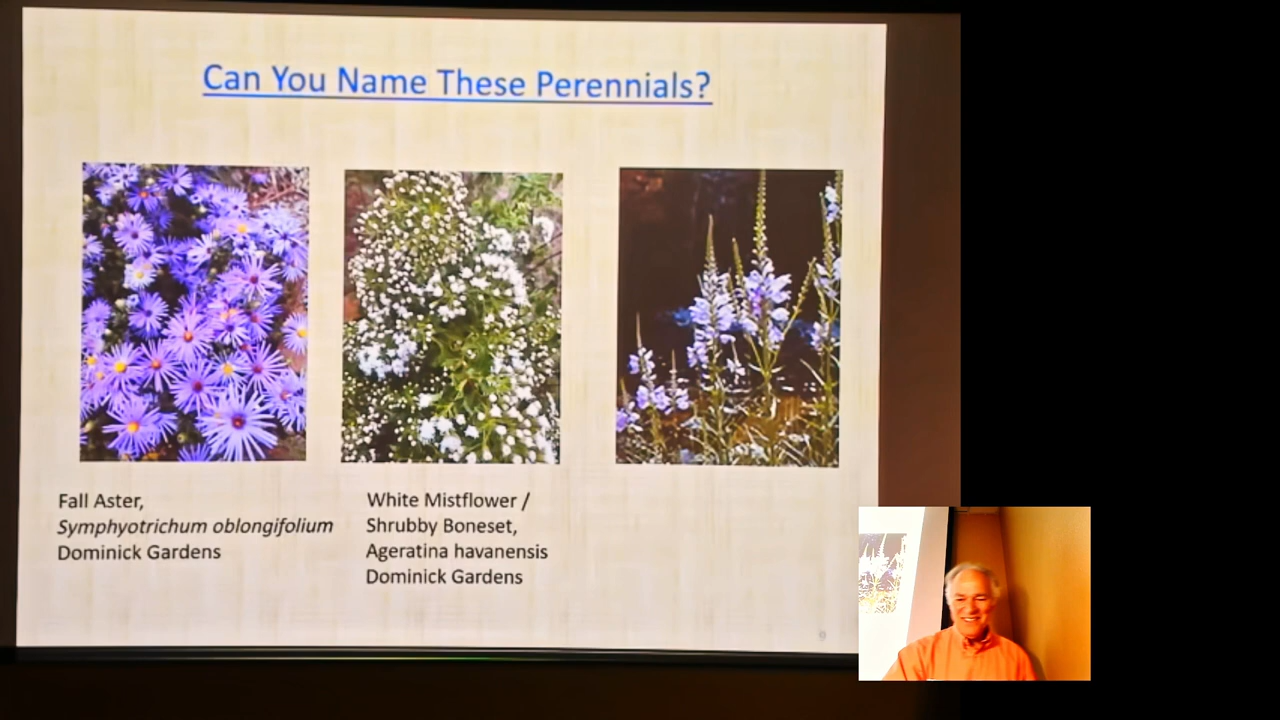 Can You Name These Perennials?
Fall Aster,
Symphyotrichum oblongifolium
Dominick Gardens
White Mistflower /
Shrubby Boneset,
Ageratina havanensis
Dominick Gardens
9